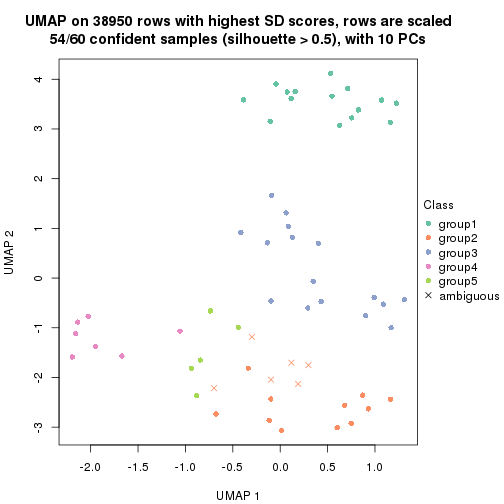 UMAP on 38950 rows with highest SD scores, rows are scaled
54/60 confident samples (silhouette > 0.5), with 10 PCs
4
3
2
1
0
-1
-2
-3
UMAP 2
-2.0
-1.5
-1.0
-0.5
0.0
0.5
1.0
UMAP 1
Class
group1
group2
group3
group4
group5
ambiguous